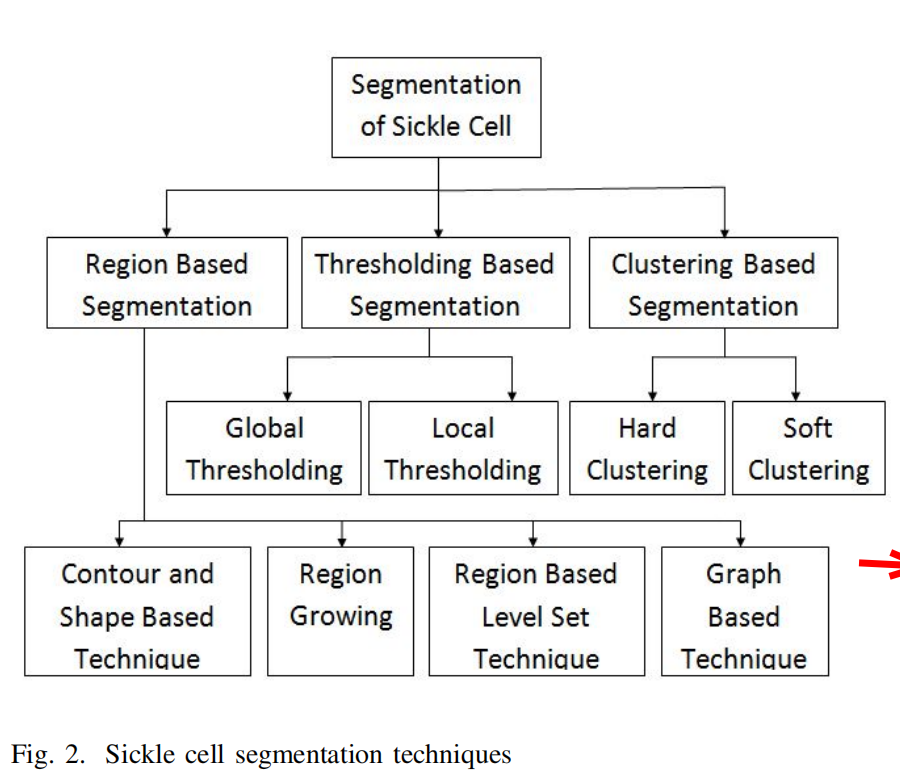 Segmentation
of Sickle Cell
Region Based
Segmentation
Thresholding Based
Segmentation
Clustering Based
Segmentation
Global
Thresholding
Local
Thresholding
Hard
Clustering
Soft
Clustering
Contour and
Shape Based
Technique
Region
Growing
Region Based
Level Set
Technique
Graph
Based
Technique
Fig. 2. Sickle cell segmentation techniques